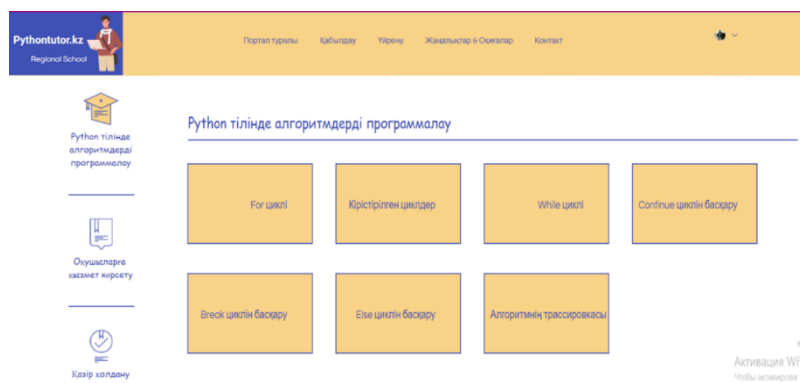 Pythontutor.kz
Regional School
Портал туралы Қабылдау Үйрену Жаңалықтар & Оқиғалар Контакт
Python тілінде
алгоритмдерді
программалау
Python тілінде алгоритмдерді программалау
For циклі Кірістірілген циклдер While циклі Continue циклін басқару
Оқушыларға
қызмет көрсету
Break циклін басқару Else циклін басқару Алгоритмнің трассировкасы
Қазір қолдану
Активация
Чтобы активирова